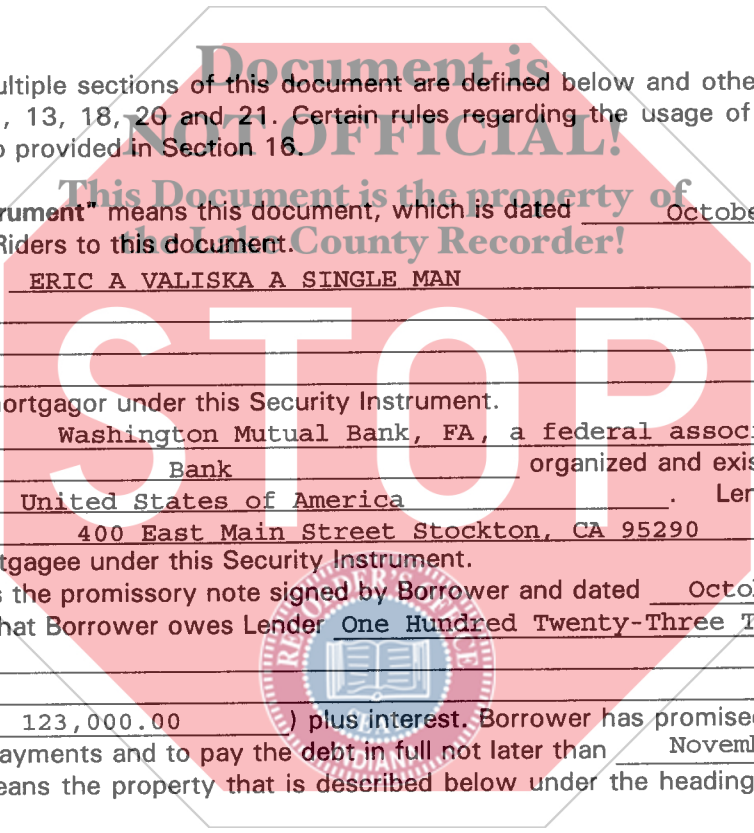 Document is
NOT OFFICIAL!
This Document is the property of
the Lake County Recorder!
STOP
ultiple sections of this document are defined below and othe
, 13, 18, 20 and 21. Certain rules regarding the usage of
o provided in Section 16.
rument" means this document, which is dated Octobe
Riders to this document.
ERIC A VALISKA A SINGLE MAN
ortgagor under this Security Instrument.
Washington Mutual Bank, FA, a federal associ
Bank organized and exis
United States of America . Len
400 East Main Street Stockton, CA 95290
tgagee under this Security Instrument.
s the promissory note signed by Borrower and dated Octo
hat Borrower owes Lender One Hundred Twenty-Three T
123,000.00 ) plus interest. Borrower has promise
ayments and to pay the debt in full not later than Novemb
eans the property that is described below under the heading
RECORDER'S OFFICE